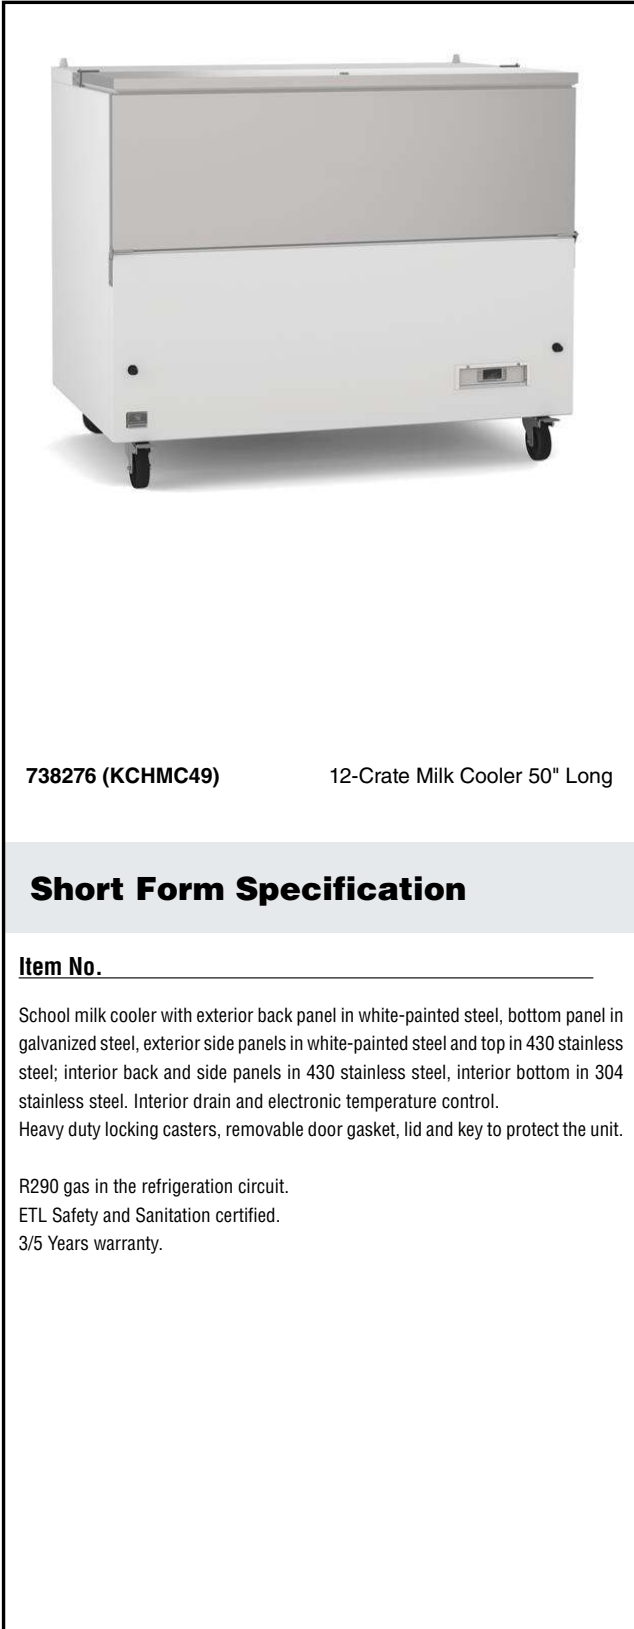 738276 (KCHMC49) 12-Crate Milk Cooler 50" Long
Short Form Specification
Item No.
School milk cooler with exterior back panel in white-painted steel, bottom panel in
galvanized steel, exterior side panels in white-painted steel and top in 430 stainless
steel; interior back and side panels in 430 stainless steel, interior bottom in 304
stainless steel. Interior drain and electronic temperature control.
Heavy duty locking casters, removable door gasket, lid and key to protect the unit.
R290 gas in the refrigeration circuit.
ETL Safety and Sanitation certified.
3/5 Years warranty.